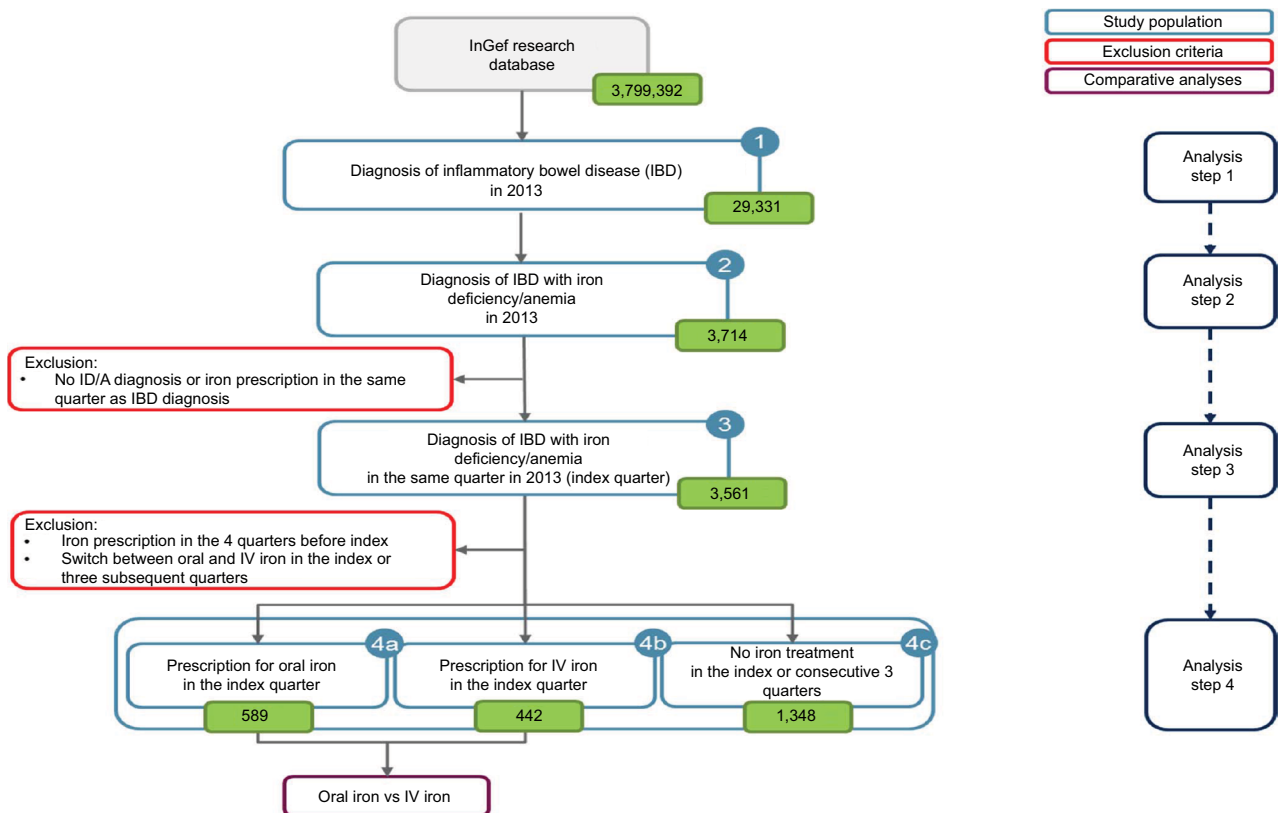 InGef research
database
3,799,392
Study population
Exclusion criteria
Comparative analyses
1
Diagnosis of inflammatory bowel disease (IBD)
in 2013
29,331
Analysis
step 1
2
Diagnosis of IBD with iron
deficiency/anemia
in 2013
3,714
Analysis
step 2
Exclusion:
• No ID/A diagnosis or iron prescription in the same
quarter as IBD diagnosis
3
Diagnosis of IBD with iron
deficiency/anemia
in the same quarter in 2013 (index quarter)
3,561
Analysis
step 3
Exclusion:
• Iron prescription in the 4 quarters before index
• Switch between oral and IV iron in the index or
three subsequent quarters
4a
Prescription for oral iron
in the index quarter
589
4b
Prescription for IV iron
in the index quarter
442
4c
No iron treatment
in the index or consecutive 3
quarters
1,348
Analysis
step 4
Oral iron vs IV iron